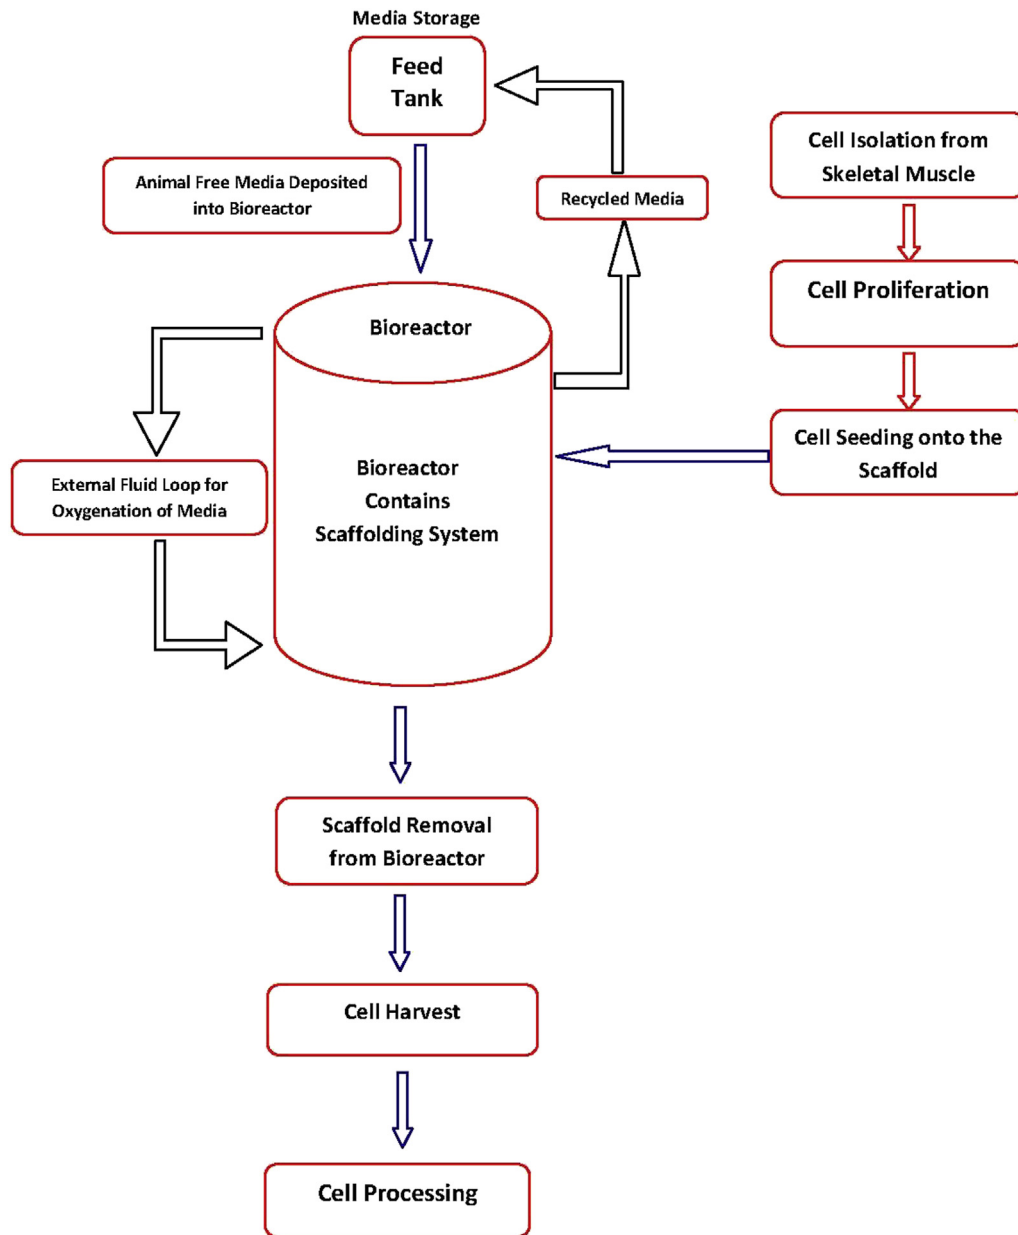 Media Storage
Feed
Tank
Animal Free Media Deposited
into Bioreactor
Recycled Media
Cell Isolation from
Skeletal Muscle
Cell Proliferation
Cell Seeding onto the
Scaffold
Bioreactor
Bioreactor
Contains
Scaffolding System
External Fluid Loop for
Oxygenation of Media
Scaffold Removal
from Bioreactor
Cell Harvest
Cell Processing